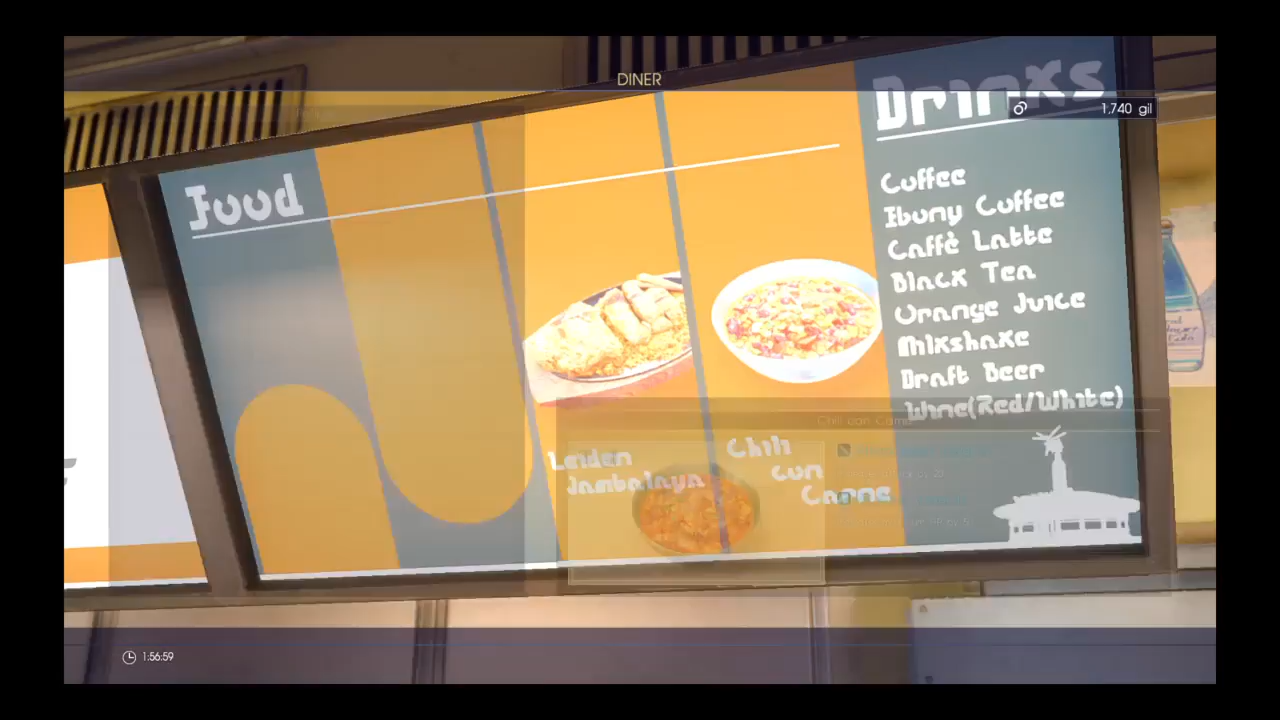 DINER
Drinks
1,740 gil
Food
Coffee
Ebony Coffee
Caffè Latte
Black Tea
Orange Juice
Milkshake
Draft Beer
Wine(Red/White)
Chili con Carne
Leiden
Jambalaya
Chili
Con
Carne
1:56:59